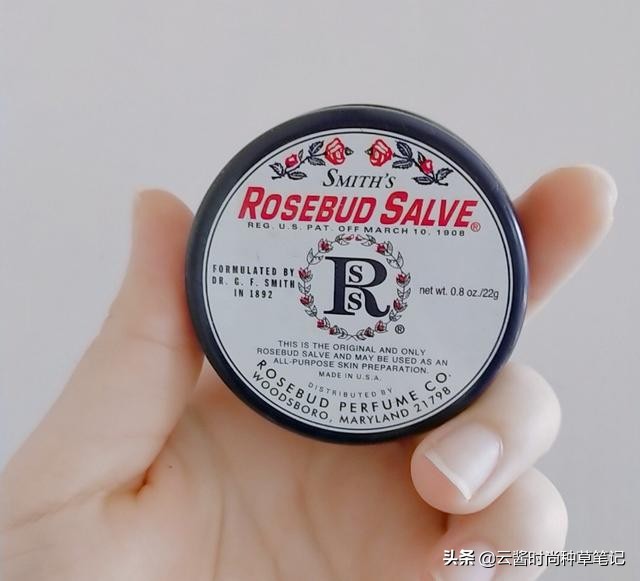 SMITH'S
ROSEBUD SALVE®
REG. U.S. PAT. OFF MARCH 10, 1908
FORMULATED BY
DR. G. F. SMITH
IN 1892
RSS
®
net wt. 0.8 oz./22g
THIS IS THE ORIGINAL AND ONLY
ROSEBUD SALVE AND MAY BE USED AS AN
ALL-PURPOSE SKIN PREPARATION.
MADE IN U.S.A.
DISTRIBUTED BY
ROSEBUD PERFUME CO.
WOODSBORO, MARYLAND 21798
头条 @云酱时尚种草笔记